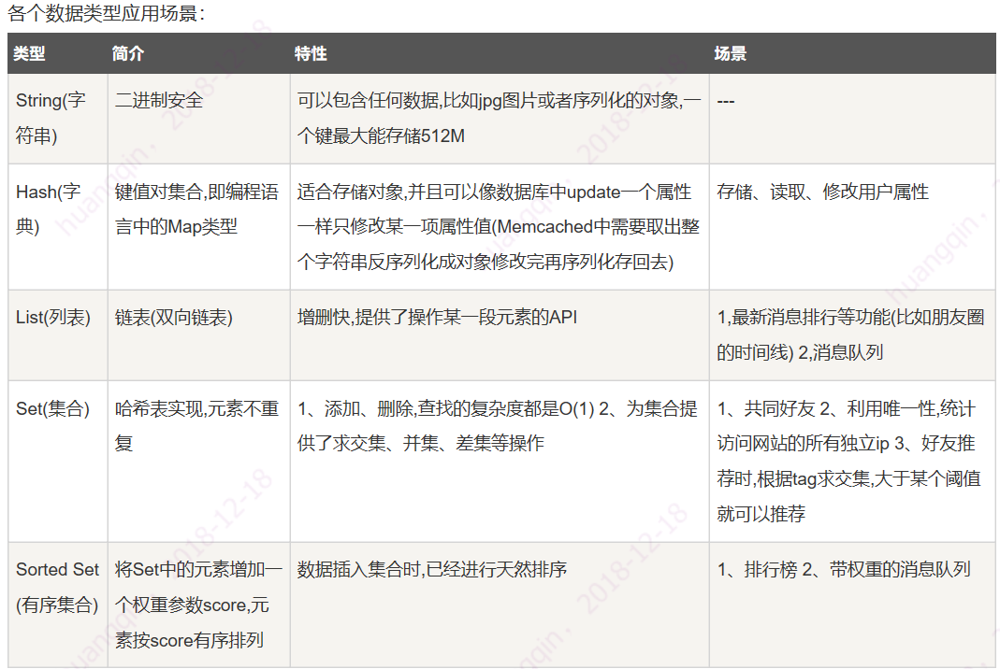 各个数据类型应用场景：
类型 简介 特性 场景
String(字 二进制安全 可以包含任何数据,比如jpg图片或者序列化的对象,一 ---
符串) 个键最大能存储512M
Hash(字 键值对集合,即编程语 适合存储对象,并且可以像数据库中update一个属性 存储、读取、修改用户属性
典) 言中的Map类型 一样只修改某一项属性值(Memcached中需要取出整
个字符串反序列化成对象修改完再序列化存回去)
List(列表) 链表(双向链表) 增删快,提供了操作某一段元素的API 1,最新消息排行等功能(比如朋友圈
的时间线) 2,消息队列
Set(集合) 哈希表实现,元素不重 1、添加、删除,查找的复杂度都是O(1) 2、为集合提 1、共同好友 2、利用唯一性,统计
复 供了求交集、并集、差集等操作 访问网站的所有独立ip 3、好友推
荐时,根据tag求交集,大于某个阈值
就可以推荐
Sorted Set 将Set中的元素增加一 数据插入集合时,已经进行天然排序 1、排行榜 2、带权重的消息队列
(有序集合) 个权重参数score,元
素按score有序排列
huangqin，2018-12-18
huangqin，2018-12-18
huangqin，
huangqin，2018-12-18
huangqin，2018-12-18